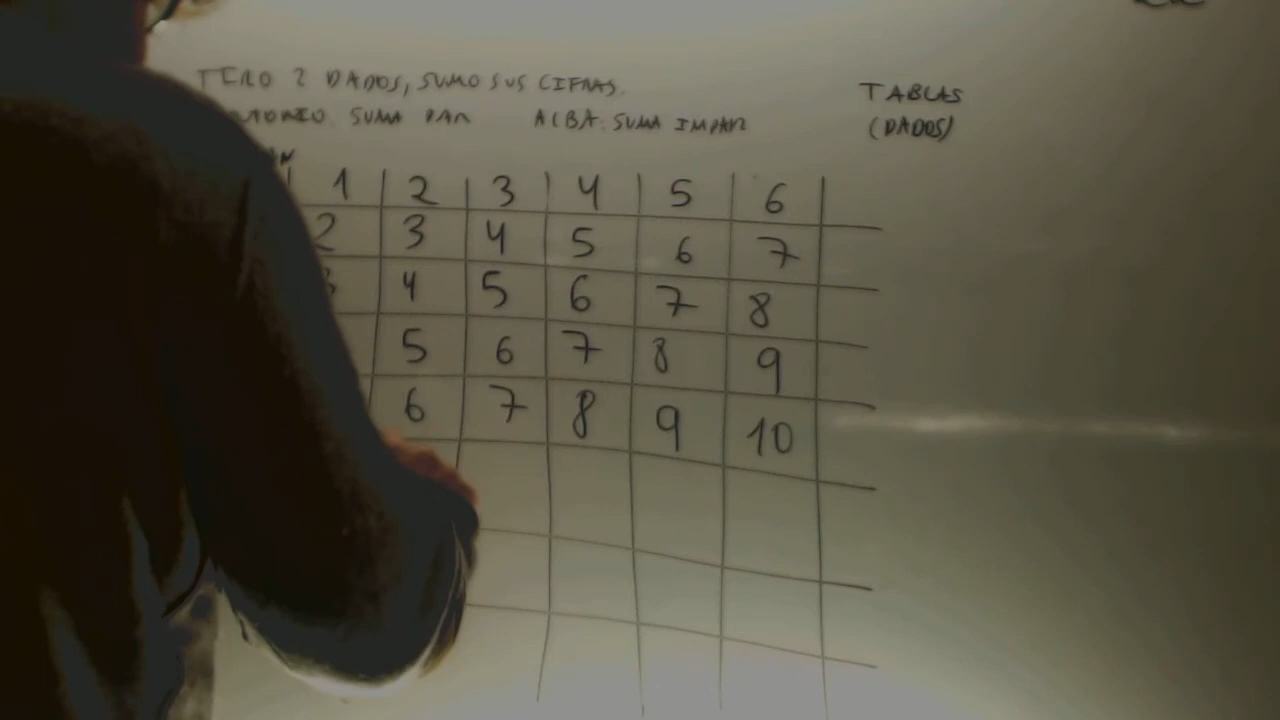 TIRO 2 DADOS, SUMO SUS CIFRAS.
TABLAS
SUMA PAR ALBA: SUMA IMPAR
(DADOS)
1 2 3 4 5 6
2 3 4 5 6 7
3 4 5 6 7 8
5 6 7 8 9
6 7 8 9 10